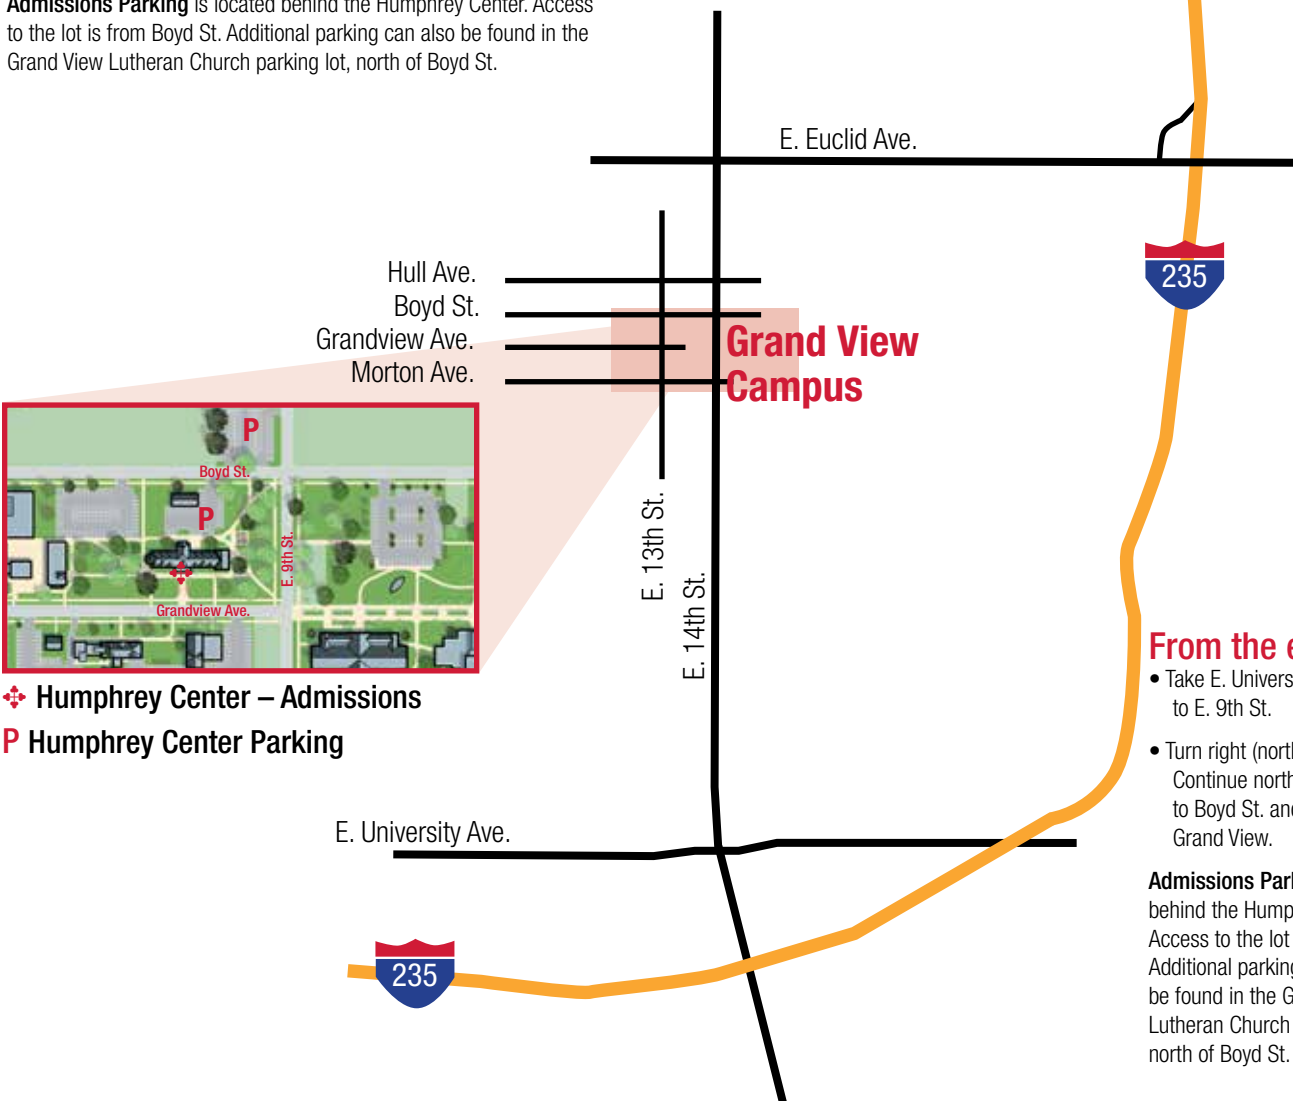 Admissions Parking is located behind the Humphrey Center. Access
to the lot is from Boyd St. Additional parking can also be found in the
Grand View Lutheran Church parking lot, north of Boyd St.
E. Euclid Ave.
235
Hull Ave.
Boyd St.
Grandview Ave.
Morton Ave.
Grand View
Campus
P
Boyd St.
P
E. 9th St.
Grandview Ave.
E. 13th St.
E. 14th St.
Humphrey Center – Admissions
P Humphrey Center Parking
E. University Ave.
235
From the e
• Take E. Univers
to E. 9th St.
• Turn right (nort
Continue north
to Boyd St. and
Grand View.
Admissions Park
behind the Hump
Access to the lot
Additional parking
be found in the G
Lutheran Church
north of Boyd St.